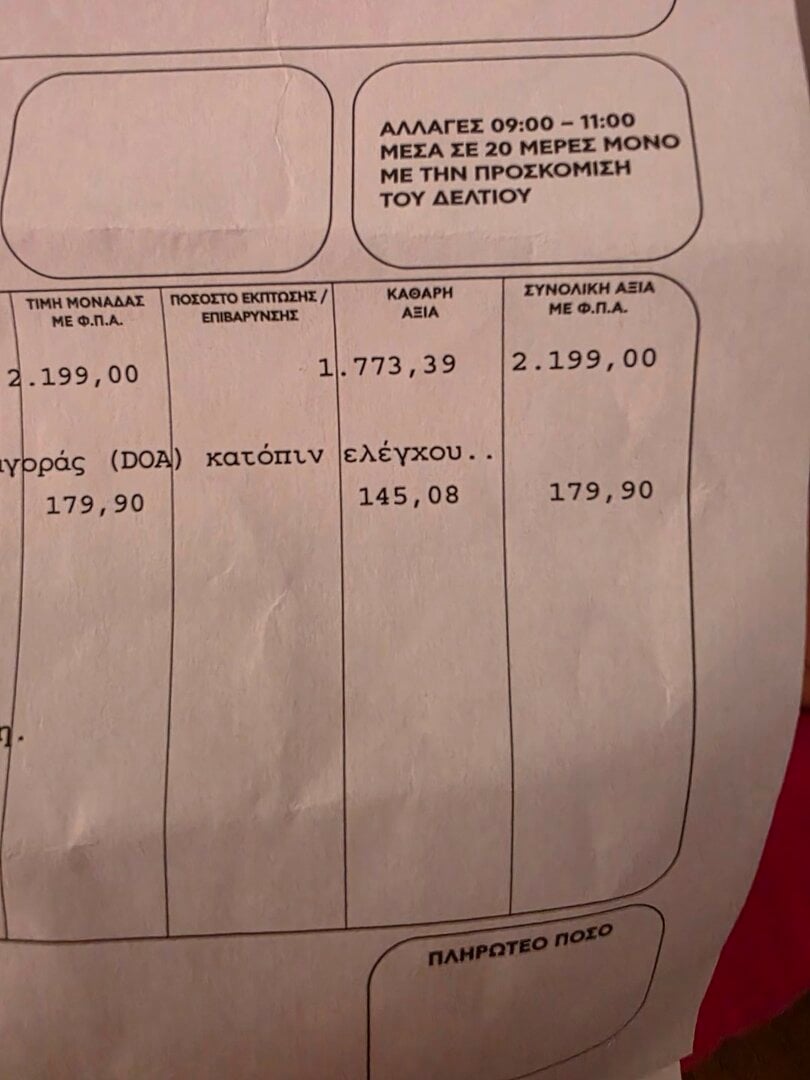 ΑΛΛΑΓΕΣ 09:00 – 11:00
ΜΕΣΑ ΣΕ 20 ΜΕΡΕΣ ΜΟΝΟ
ΜΕ ΤΗΝ ΠΡΟΣΚΟΜΙΣΗ
ΤΟΥ ΔΕΛΤΙΟΥ
ΤΙΜΗ ΜΟΝΑΔΑΣ ΜΕ Φ.Π.Α.
ΠΟΣΟΣΤΟ ΕΚΠΤΩΣΗΣ / ΕΠΙΒΑΡΥΝΣΗΣ
ΚΑΘΑΡΗ ΑΞΙΑ
ΣΥΝΟΛΙΚΗ ΑΞΙΑ ΜΕ Φ.Π.Α.
2.199,00 1.773,39 2.199,00
γοράς (DOA) κατόπιν ελέγχου..
179,90 145,08 179,90
η.
ΠΛΗΡΩΤΕΟ ΠΟΣΟ